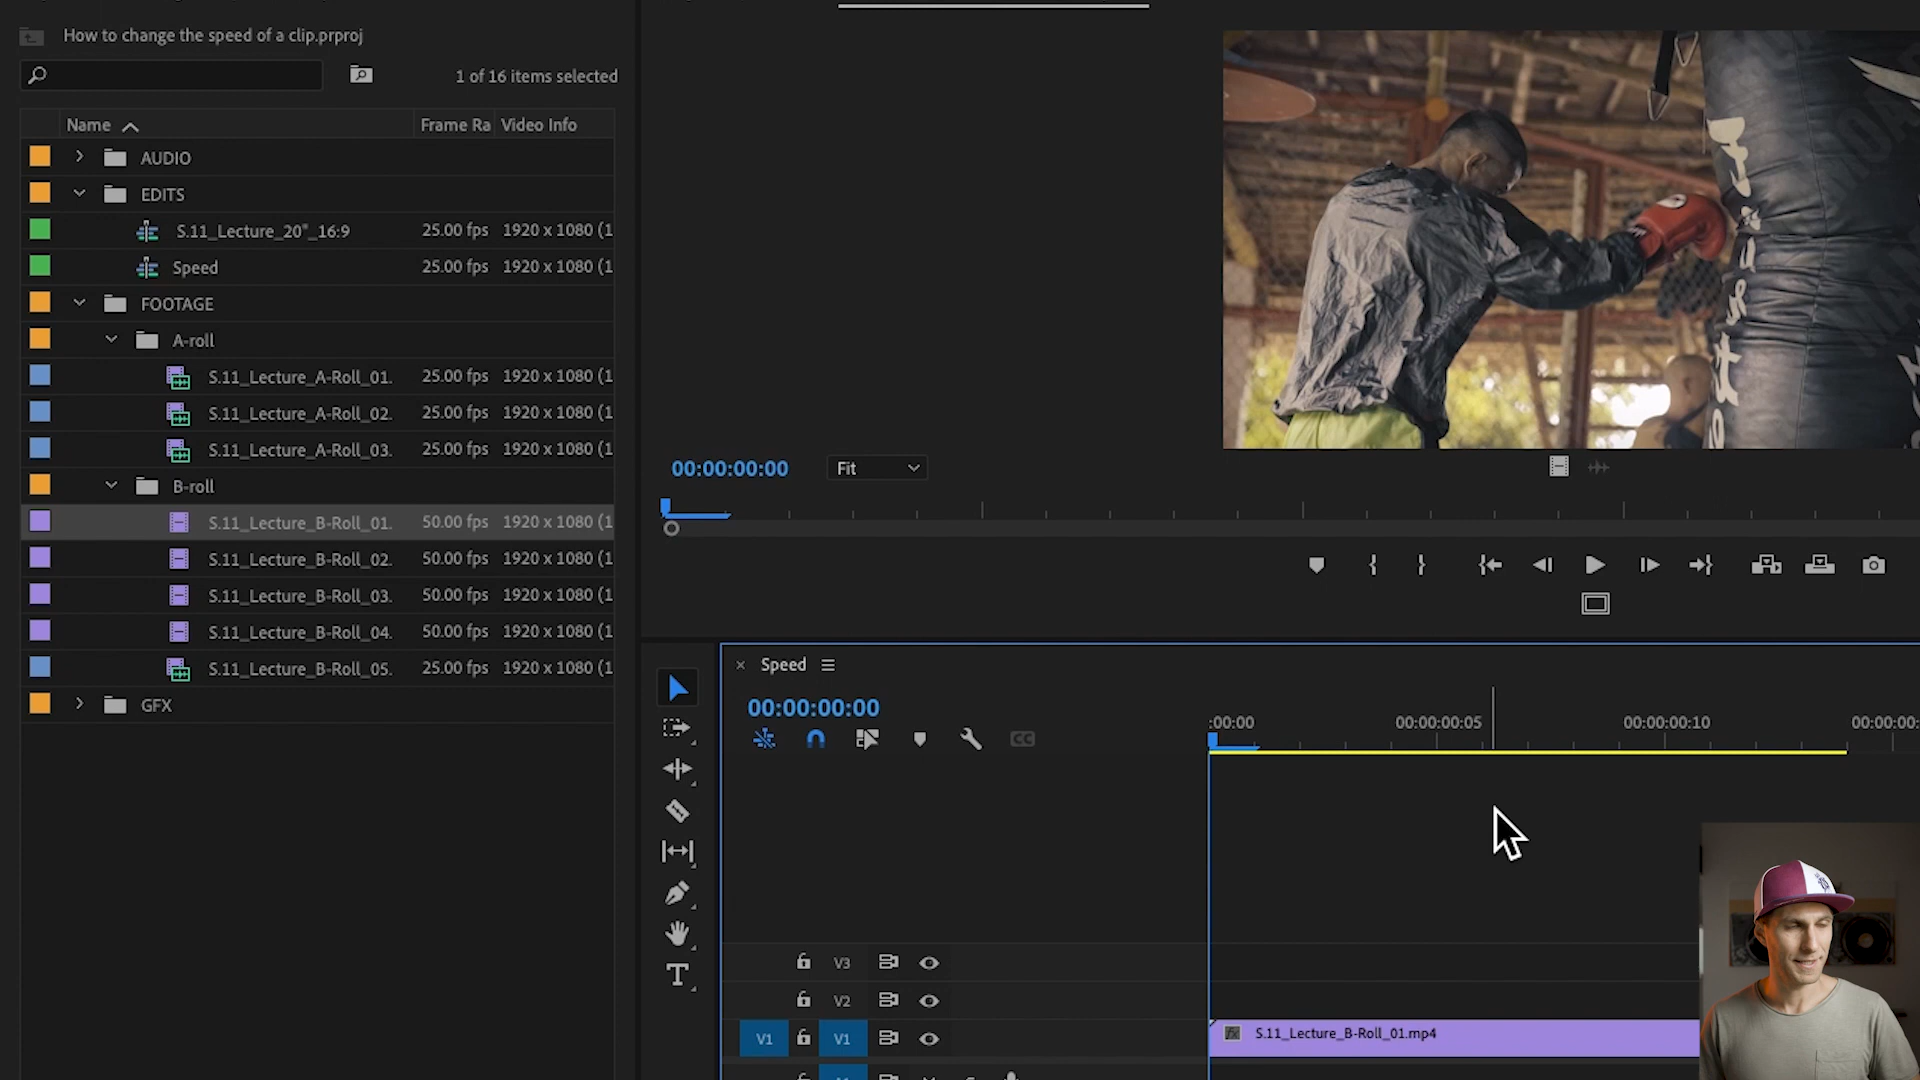 How to change the speed of a clip.prproj
1 of 16 items selected
Name Frame Ra Video Info
AUDIO
EDITS
S.11_Lecture_20"_16:9 25.00 fps 1920 x 1080 (1
Speed 25.00 fps 1920 x 1080 (1
FOOTAGE
A-roll
S.11_Lecture_A-Roll_01. 25.00 fps 1920 x 1080 (1
S.11_Lecture_A-Roll_02. 25.00 fps 1920 x 1080 (1
S.11_Lecture_A-Roll_03. 25.00 fps 1920 x 1080 (1
B-roll
S.11_Lecture_B-Roll_01. 50.00 fps 1920 x 1080 (1
S.11_Lecture_B-Roll_02. 50.00 fps 1920 x 1080 (1
S.11_Lecture_B-Roll_03. 50.00 fps 1920 x 1080 (1
S.11_Lecture_B-Roll_04. 50.00 fps 1920 x 1080 (1
S.11_Lecture_B-Roll_05. 25.00 fps 1920 x 1080 (1
GFX
00:00:00:00 Fit
Speed
00:00:00:00
:00:00 00:00:00:05 00:00:00:10 00:00:00:
CC
V3
V2
V1 V1
fx S.11_Lecture_B-Roll_01.mp4